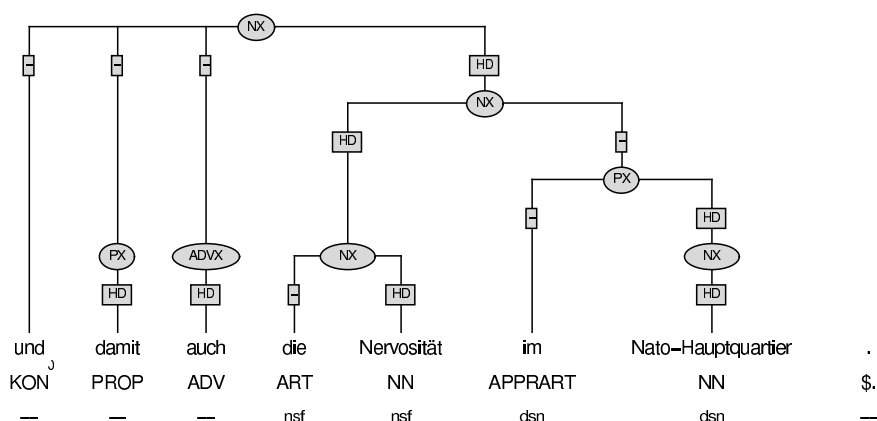 NX
– – – HD
NX
HD –
PX
– HD
PX ADVX NX NX
HD HD – HD HD
und damit auch die Nervosität im Nato–Hauptquartier .
J
KON PROP ADV ART NN APPRART NN $.
–– –– –– nsf nsf dsn dsn ––